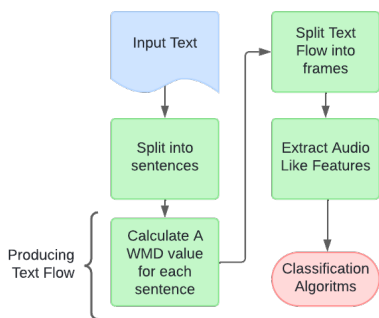 Input Text
Split into
sentences
Producing
Text Flow
Calculate A
WMD value
for each
sentence
Split Text
Flow into
frames
Extract Audio
Like Features
Classification
Algoritms